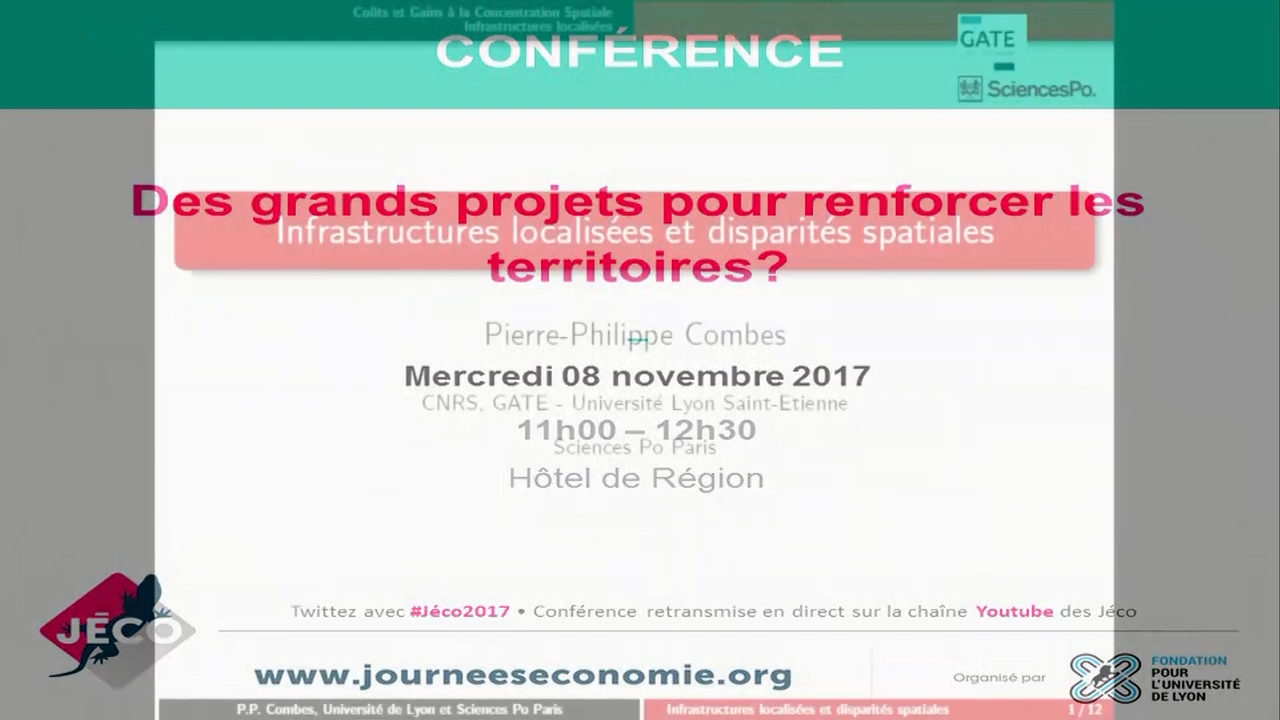 Coûts et Gains à la Concentration Spatiale
Infrastructures localisées
CONFÉRENCE
GATE
SciencesPo.
Des grands projets pour renforcer les
Infrastructures localisées et disparités spatiales
territoires?
Pierre-Philippe Combes
Mercredi 08 novembre 2017
CNRS, GATE - Université Lyon Saint-Etienne
11h00 – 12h30
Sciences Po Paris
Hôtel de Région
Twittez avec #Jéco2017 • Conférence retransmise en direct sur la chaîne Youtube des Jéco
JÉCO
www.journeeseconomie.org
Organisé par
FONDATION
POUR
L'UNIVERSITÉ
DE LYON
P.P. Combes, Université de Lyon et Sciences Po Paris
Infrastructures localisées et disparités spatiales
1/12